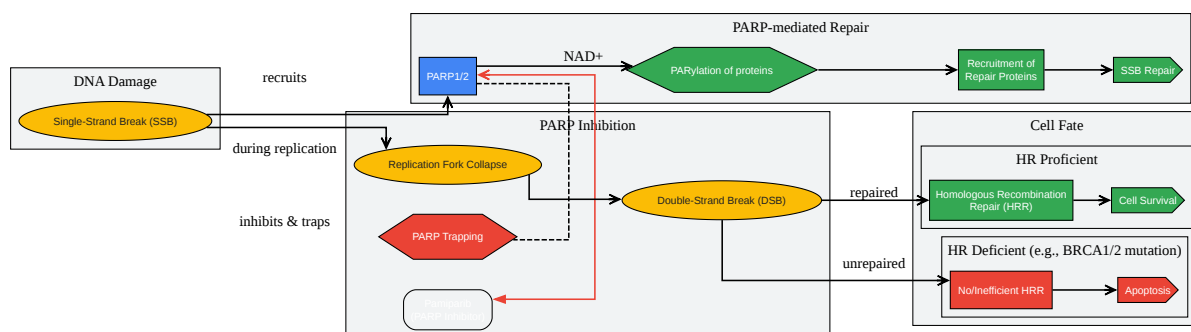 PARP-mediated Repair
NAD+
PARP1/2
PARylation of proteins
Recruitment of
Repair Proteins
SSB Repair
DNA Damage
recruits
Single-Strand Break (SSB)
during replication
inhibits & traps
PARP Inhibition
Replication Fork Collapse
Double-Strand Break (DSB)
PARP Trapping
(PARP Inhibitor)
repaired
unrepaired
Cell Fate
HR Proficient
Homologous Recombination
Repair (HRR)
Cell Survival
HR Deficient (e.g., BRCA1/2 mutation)
No/Inefficient HRR
Apoptosis